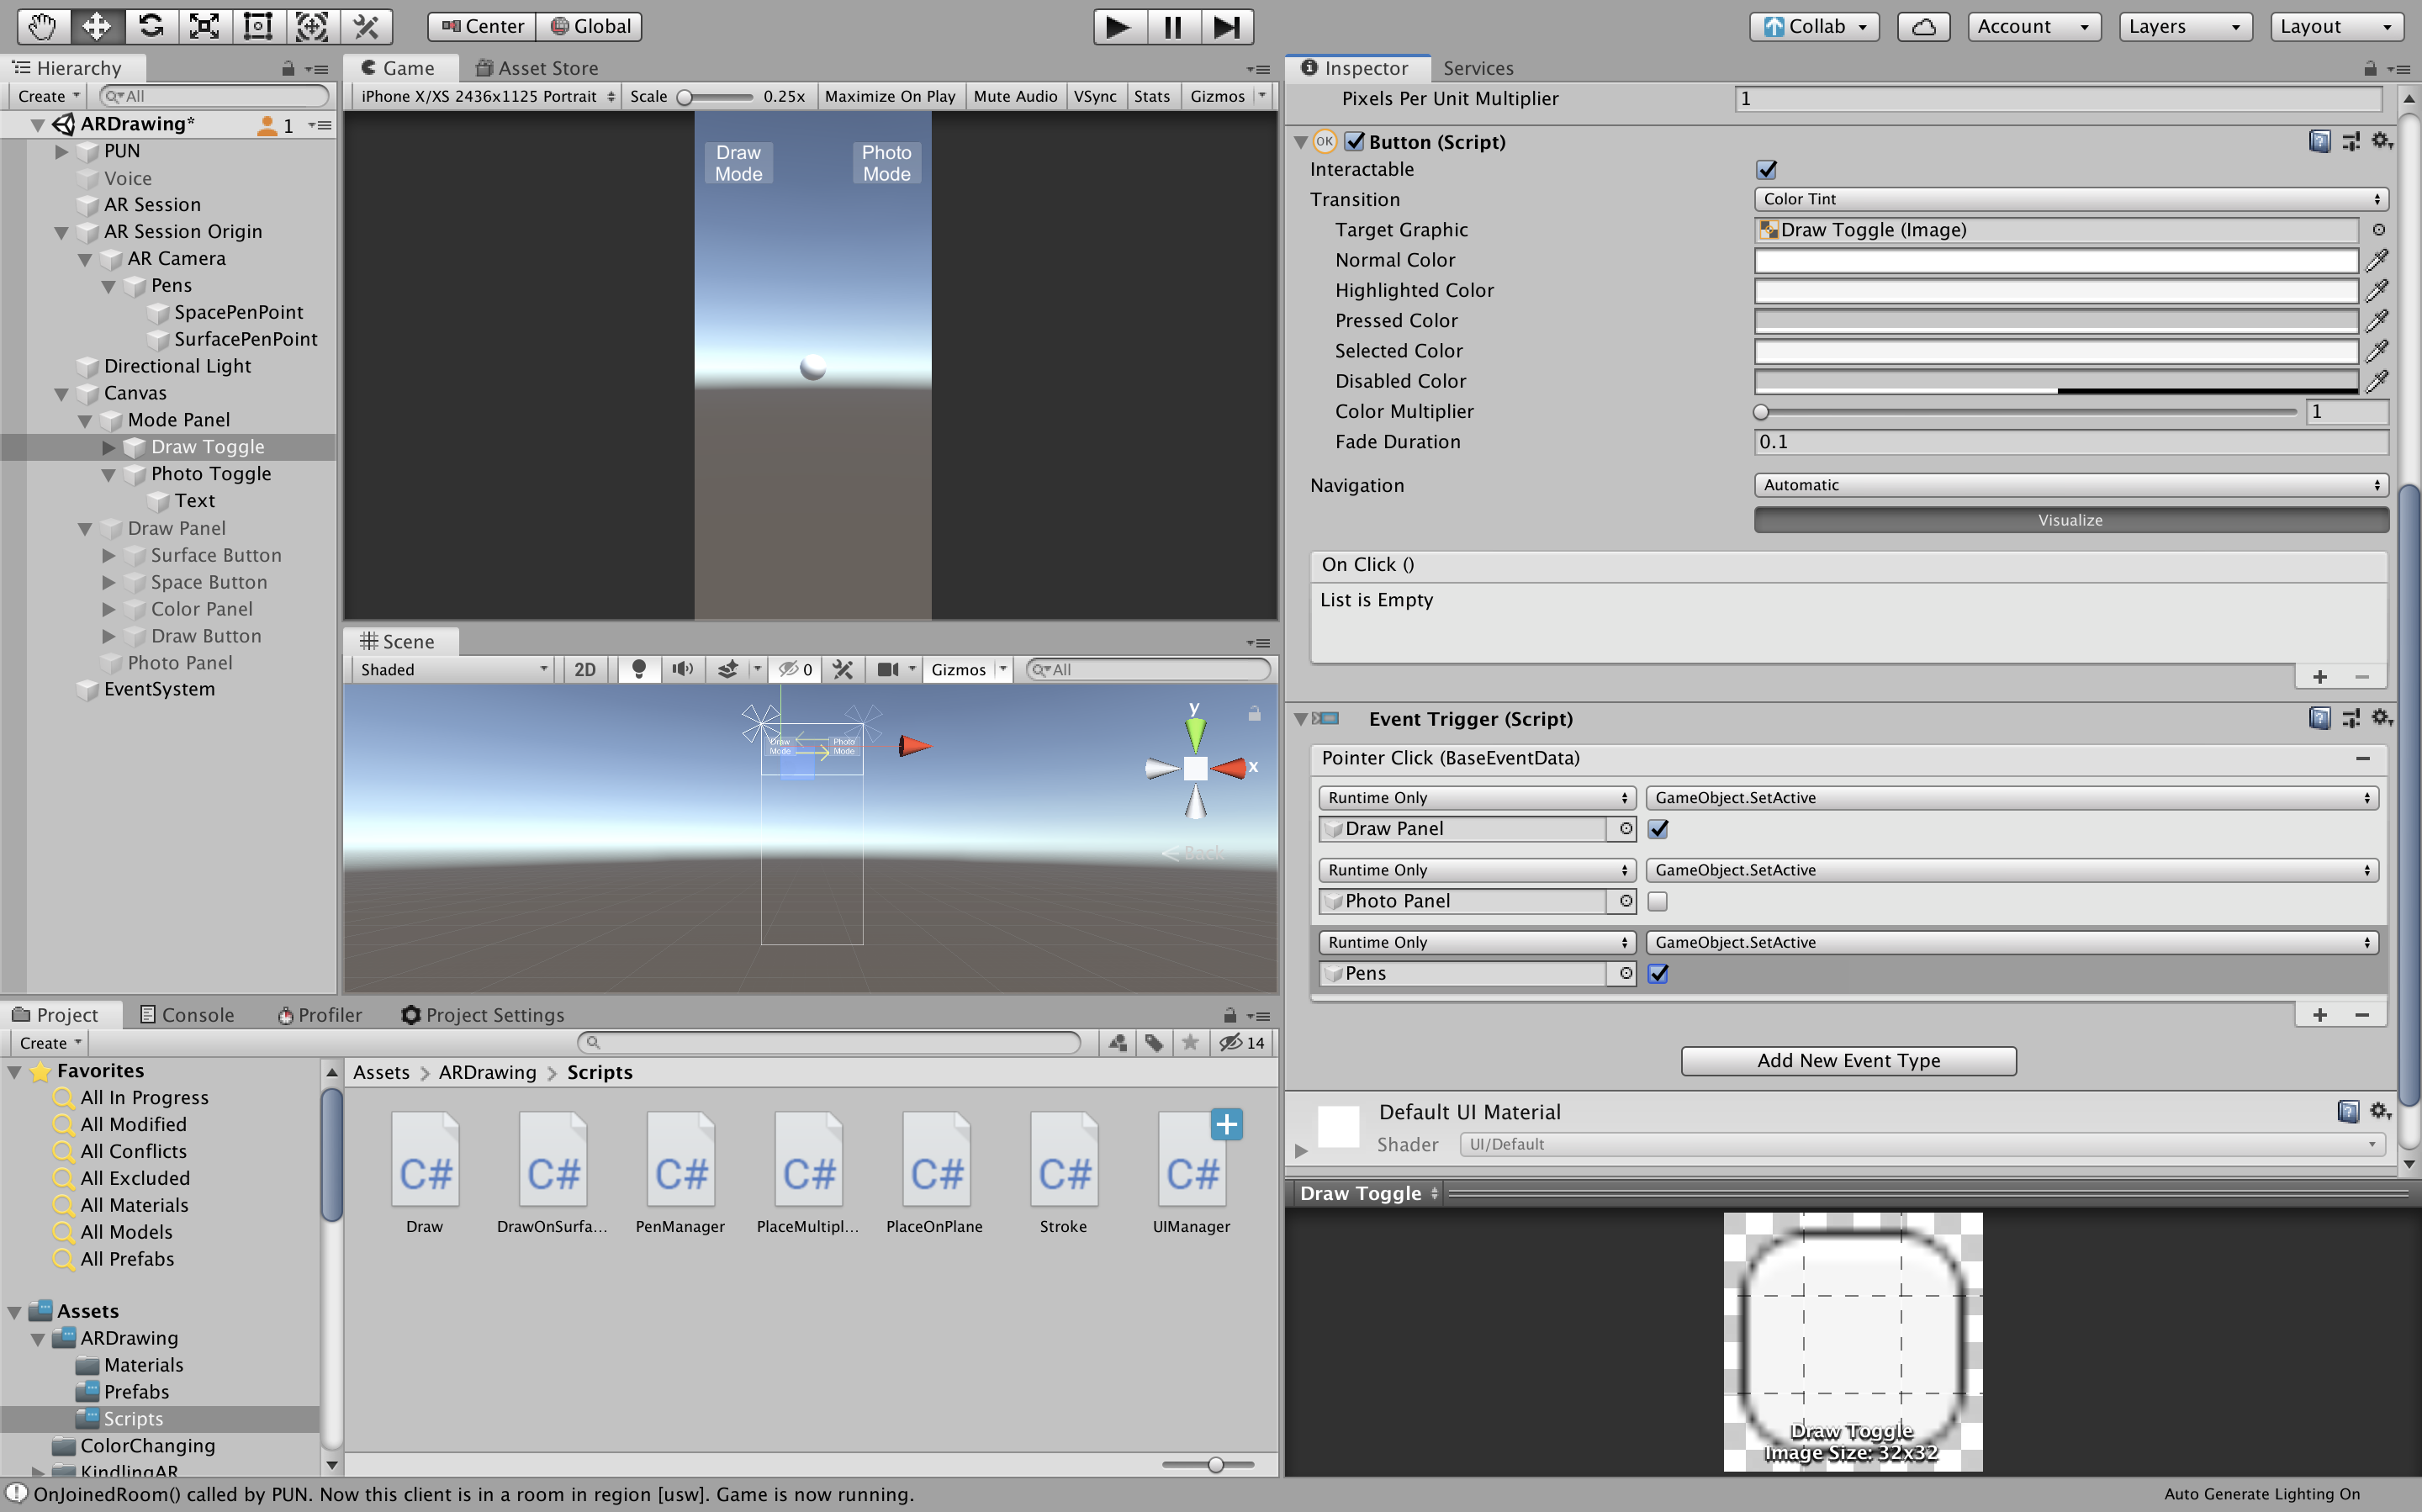 Center
Global
Collab
Account
Layers
Layout
Hierarchy
Create
All
ARDrawing*
1
PUN
Voice
AR Session
AR Session Origin
AR Camera
Pens
SpacePenPoint
SurfacePenPoint
Directional Light
Canvas
Mode Panel
Draw Toggle
Photo Toggle
Text
Draw Panel
Surface Button
Space Button
Color Panel
Draw Button
Photo Panel
EventSystem
Game
Asset Store
iPhone X/XS 2436x1125 Portrait
Scale
0.25x
Maximize On Play
Mute Audio
VSync
Stats
Gizmos
Draw
Mode
Photo
Mode
Scene
Shaded
2D
0
Gizmos
All
Draw
Mode
Photo
Mode
y
x
Back
Inspector
Services
Pixels Per Unit Multiplier
1
OK
Button (Script)
Interactable
Transition
Color Tint
Target Graphic
Draw Toggle (Image)
Normal Color
Highlighted Color
Pressed Color
Selected Color
Disabled Color
Color Multiplier
1
Fade Duration
0.1
Navigation
Automatic
Visualize
On Click ()
List is Empty
Event Trigger (Script)
Pointer Click (BaseEventData)
Runtime Only
GameObject.SetActive
Draw Panel
Runtime Only
GameObject.SetActive
Photo Panel
Runtime Only
GameObject.SetActive
Pens
Add New Event Type
Default UI Material
Shader
UI/Default
Draw Toggle
Draw Toggle
Image Size: 32x32
Project
Console
Profiler
Project Settings
Create
14
Favorites
All In Progress
All Modified
All Conflicts
All Excluded
All Materials
All Models
All Prefabs
Assets
ARDrawing
Materials
Prefabs
Scripts
ColorChanging
KindlingAR
Assets > ARDrawing > Scripts
C#
C#
C#
C#
C#
C#
C#
Draw
DrawOnSurfa...
PenManager
PlaceMultipl...
PlaceOnPlane
Stroke
UIManager
OnJoinedRoom() called by PUN. Now this client is in a room in region [usw]. Game is now running.
Auto Generate Lighting On